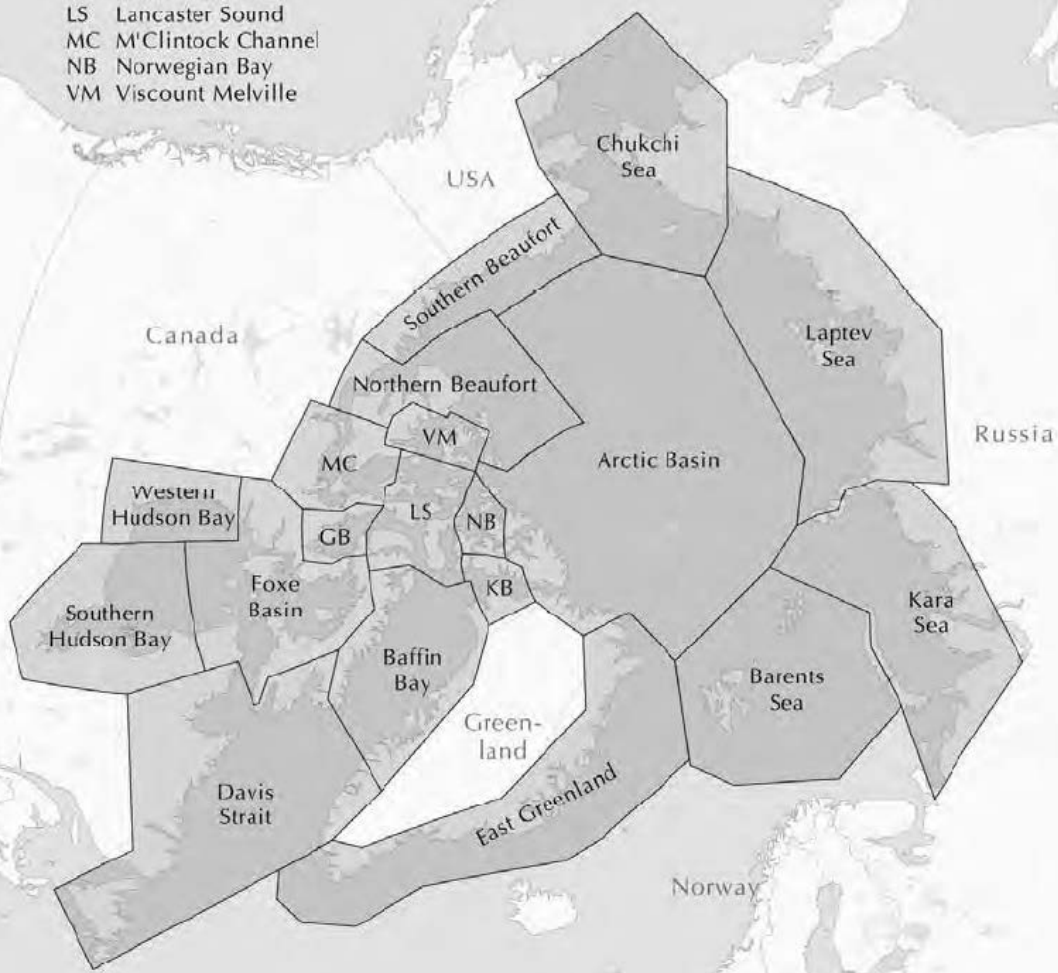 LS Lancaster Sound
MC M'Clintock Channel
NB Norwegian Bay
VM Viscount Melville
Chukchi
Sea
USA
Southern Beaufort
Canada
Laptev
Sea
Northern Beaufort
VM
Russia
MC
Arctic Basin
Western
Hudson Bay
LS
NB
GB
Foxe
Basin
KB
Southern
Hudson Bay
Kara
Sea
Baffin
Bay
Barents
Sea
Green-
land
Davis
Strait
East Greenland
Norway